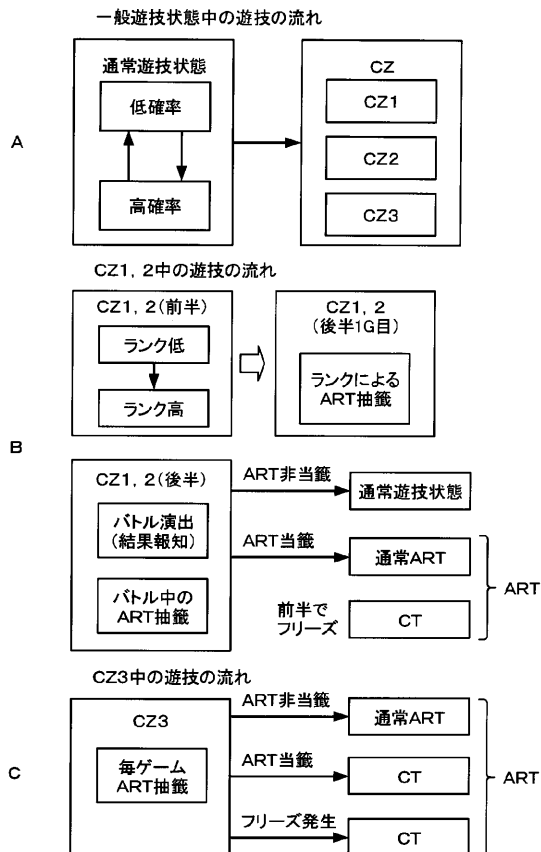 一般遊技状態中の遊技の流れ
A
通常遊技状態
低確率
高確率
CZ
CZ1
CZ2
CZ3
CZ1, 2中の遊技の流れ
CZ1, 2(前半)
ランク低
ランク高
CZ1, 2
(後半1G目)
ランクによる
ART抽籤
B
CZ1, 2(後半)
バトル演出
(結果報知)
バトル中の
ART抽籤
ART非当籤
通常遊技状態
ART当籤
通常ART
前半で
フリーズ
CT
ART
CZ3中の遊技の流れ
C
CZ3
毎ゲーム
ART抽籤
ART非当籤
通常ART
ART当籤
CT
フリーズ発生
CT
ART